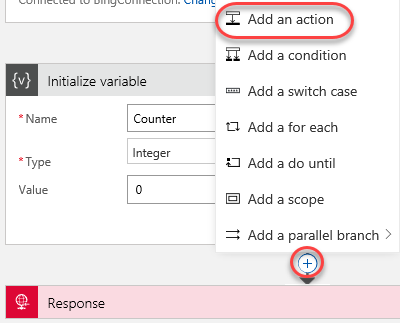 Connected to BingConnection. Chang
Add an action
Add a condition
Add a switch case
Add a for each
Add a do until
Add a scope
Add a parallel branch
{v} Initialize variable
* Name Counter
* Type Integer
Value 0
Response